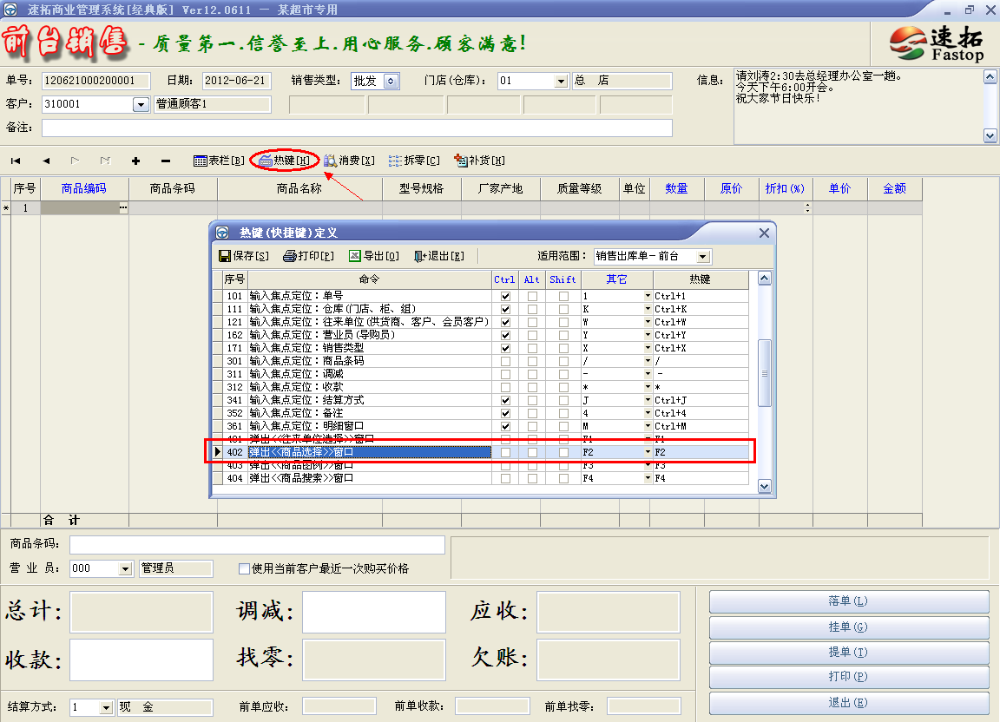 速拓商业管理系统[经典版] Ver12.0611 － 某超市专用
前台销售 - 质量第一.信誉至上.用心服务.顾客满意!
速拓 Fastop
单号: 120621000200001 日期: 2012-06-21 销售类型: 批发 门店(仓库): 01 总 店 信息:
请刘涛2:30去总经理办公室一趟。
今天下午6:00开会。
祝大家节日快乐!
客户: 310001 普通顾客1
备注:
表栏[B] 热键[H] 消费[X] 拆零[C] 补货[H]
序号 商品编码 商品条码 商品名称 型号规格 厂家产地 质量等级 单位 数量 原价 折扣(%) 单价 金额
* 1
热键(快捷键)定义
保存[S] 打印[P] 导出[O] 退出[E] 适用范围: 销售出库单－前台
序号 命令 Ctrl Alt Shift 其它 热键
101 输入焦点定位：单号 1 Ctrl+1
111 输入焦点定位：仓库(门店、柜、组) K Ctrl+K
121 输入焦点定位：往来单位(供货商、客户、会员客户) W Ctrl+W
162 输入焦点定位：营业员(导购员) Y Ctrl+Y
171 输入焦点定位：销售类型 X Ctrl+X
301 输入焦点定位：商品条码 / /
311 输入焦点定位：调减 - -
312 输入焦点定位：收款 * *
341 输入焦点定位：结算方式 J Ctrl+J
352 输入焦点定位：备注 4 Ctrl+4
361 输入焦点定位：明细窗口 M Ctrl+M
401 弹出<<往来单位选择>>窗口 F1 F1
402 弹出<<商品选择>>窗口 F2 F2
403 弹出<<商品图例>>窗口 F3 F3
404 弹出<<商品搜索>>窗口 F4 F4
合 计
商品条码:
营 业 员: 000 管理员 使用当前客户最近一次购买价格
总计: 调减: 应收:
收款: 找零: 欠账:
落单(L)
挂单(G)
提单(T)
打印(P)
退出(E)
结算方式: 1 现 金 前单应收: 前单收款: 前单找零: